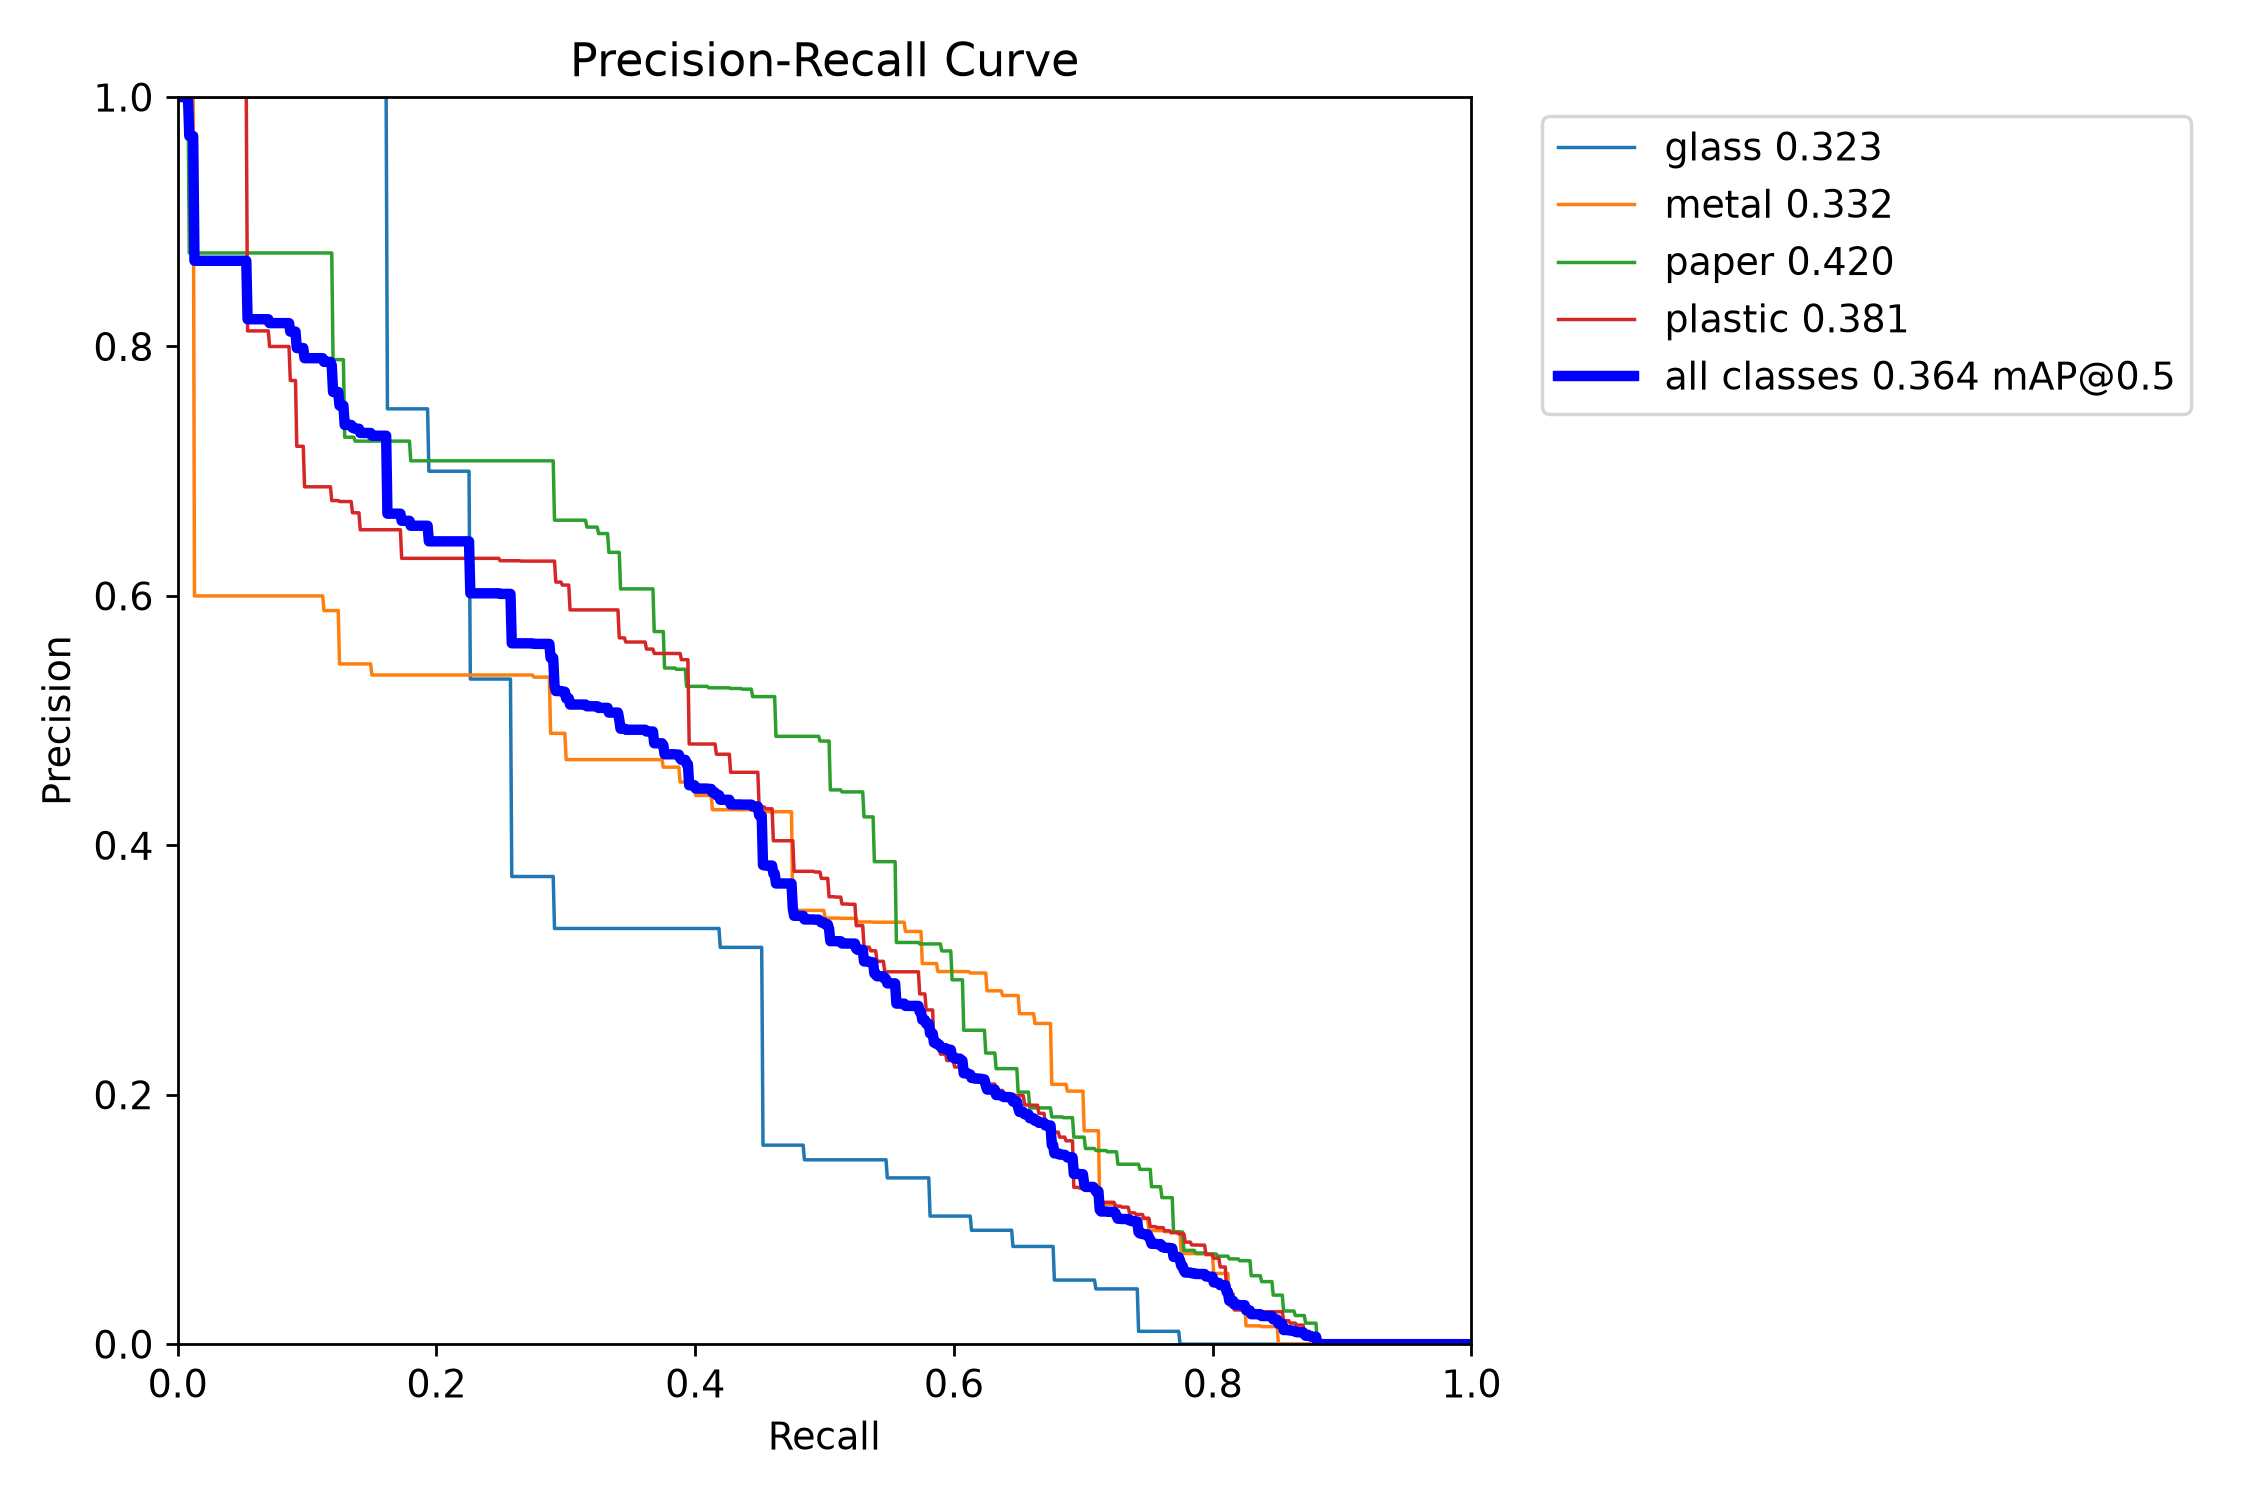 Precision-Recall Curve
1.0
0.8
0.6
0.4
0.2
0.0
Precision
0.0 0.2 0.4 0.6 0.8 1.0
Recall
glass 0.323
metal 0.332
paper 0.420
plastic 0.381
all classes 0.364 mAP@0.5